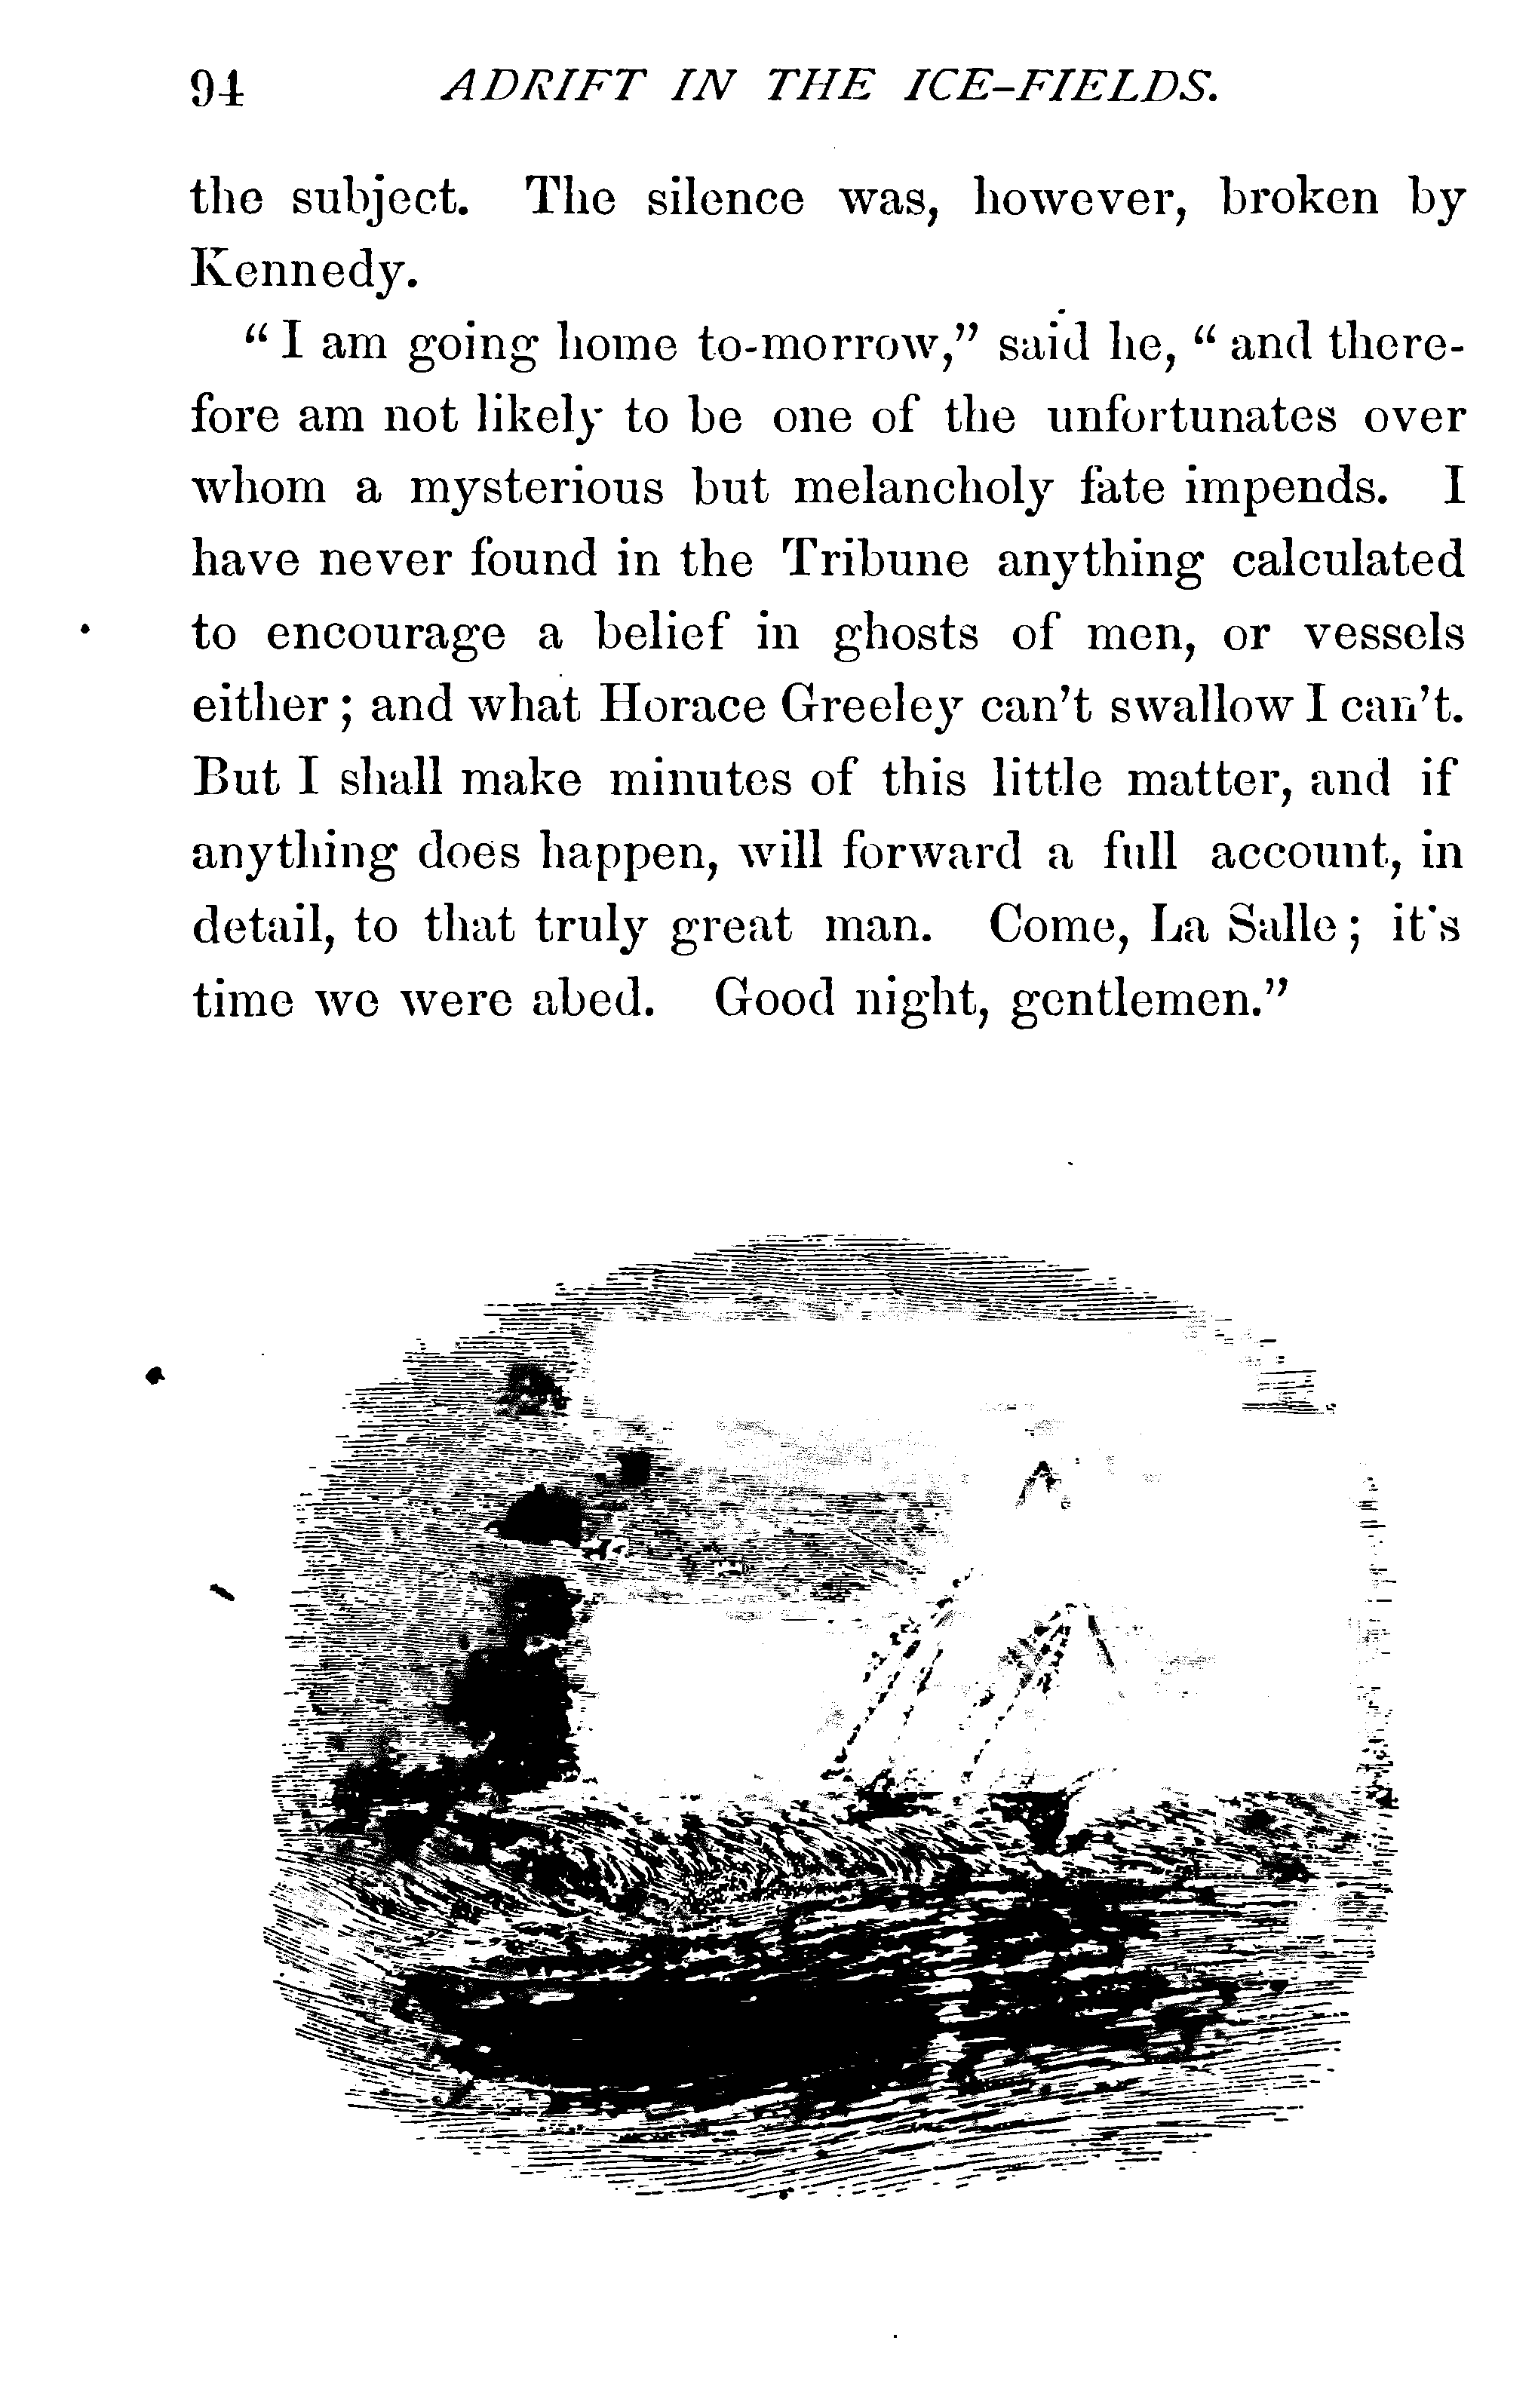 94 ADRIFT IN THE ICE-FIELDS.
the subject. The silence was, however, broken by
Kennedy.
“I am going home to-morrow,” said he, “and there-
fore am not likely to be one of the unfortunates over
whom a mysterious but melancholy fate impends. I
have never found in the Tribune anything calculated
to encourage a belief in ghosts of men, or vessels
either; and what Horace Greeley can’t swallow I can’t.
But I shall make minutes of this little matter, and if
anything does happen, will forward a full account, in
detail, to that truly great man. Come, La Salle; it’s
time we were abed. Good night, gentlemen.”